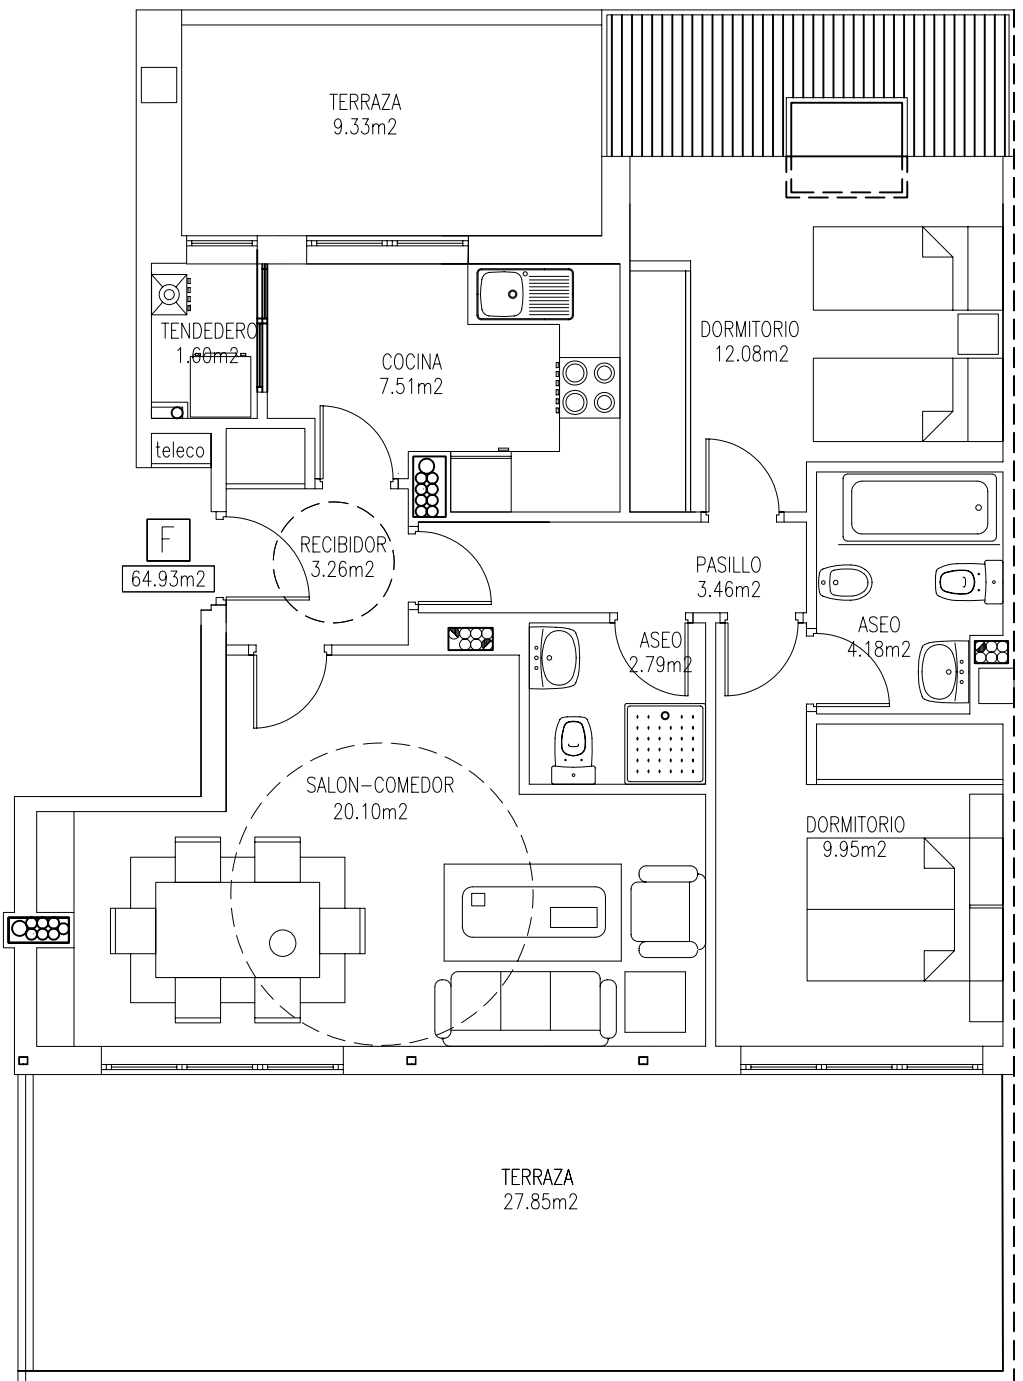 TERRAZA
9.33m2
TENDEDERO
1.60m2
COCINA
7.51m2
DORMITORIO
12.08m2
teleco
F
64.93m2
RECIBIDOR
3.26m2
PASILLO
3.46m2
ASEO
2.79m2
ASEO
4.18m2
SALON-COMEDOR
20.10m2
DORMITORIO
9.95m2
TERRAZA
27.85m2